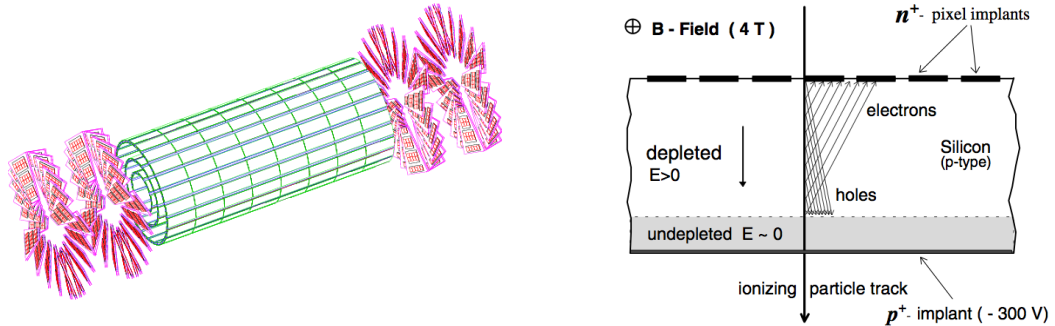 ⊕ B - Field ( 4 T )
n+- pixel implants
electrons
depleted
E>0
Silicon
(p-type)
holes
undepleted E ~ 0
ionizing particle track
p+- implant ( - 300 V)